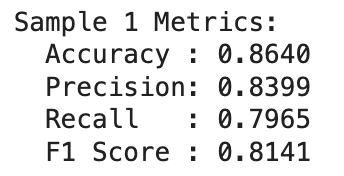 Sample 1 Metrics:
  Accuracy : 0.8640
  Precision: 0.8399
  Recall   : 0.7965
  F1 Score : 0.8141